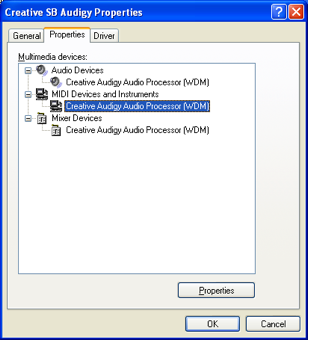 Creative SB Audigy Properties
General
Properties
Driver
Multimedia devices:
Audio Devices
Creative Audigy Audio Processor (WDM)
MIDI Devices and Instruments
Creative Audigy Audio Processor (WDM)
Mixer Devices
Creative Audigy Audio Processor (WDM)
Properties
OK
Cancel